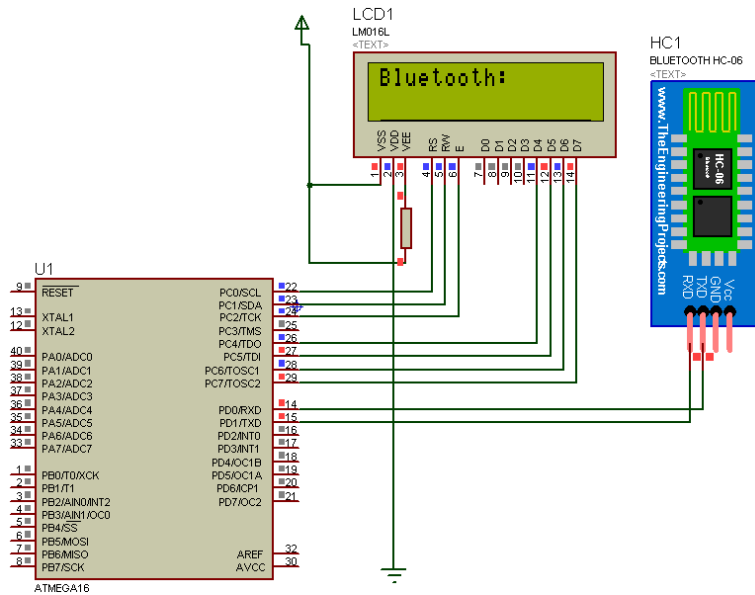 LCD1
LM016L
<TEXT>
Bluetooth:
VSS
VDD
VEE
RS
RW
E
D0
D1
D2
D3
D4
D5
D6
D7
1
2
3
4
5
6
7
8
9
10
11
12
13
14
HC1
BLUETOOTH HC-06
<TEXT>
www.TheEngineeringProjects.com
HC-06
Bluetooth
RXD
TXD
GND
Vcc
U1
9 RESET
13 XTAL1
12 XTAL2
40 PA0/ADC0
39 PA1/ADC1
38 PA2/ADC2
37 PA3/ADC3
36 PA4/ADC4
35 PA5/ADC5
34 PA6/ADC6
33 PA7/ADC7
1 PB0/T0/XCK
2 PB1/T1
3 PB2/AIN0/INT2
4 PB3/AIN1/OC0
5 PB4/SS
6 PB5/MOSI
7 PB6/MISO
8 PB7/SCK
PC0/SCL 22
PC1/SDA 23
PC2/TCK 24
PC3/TMS 25
PC4/TDO 26
PC5/TDI 27
PC6/TOSC1 28
PC7/TOSC2 29
PD0/RXD 14
PD1/TXD 15
PD2/INT0 16
PD3/INT1 17
PD4/OC1B 18
PD5/OC1A 19
PD6/ICP1 20
PD7/OC2 21
AREF 32
AVCC 30
ATMEGA16